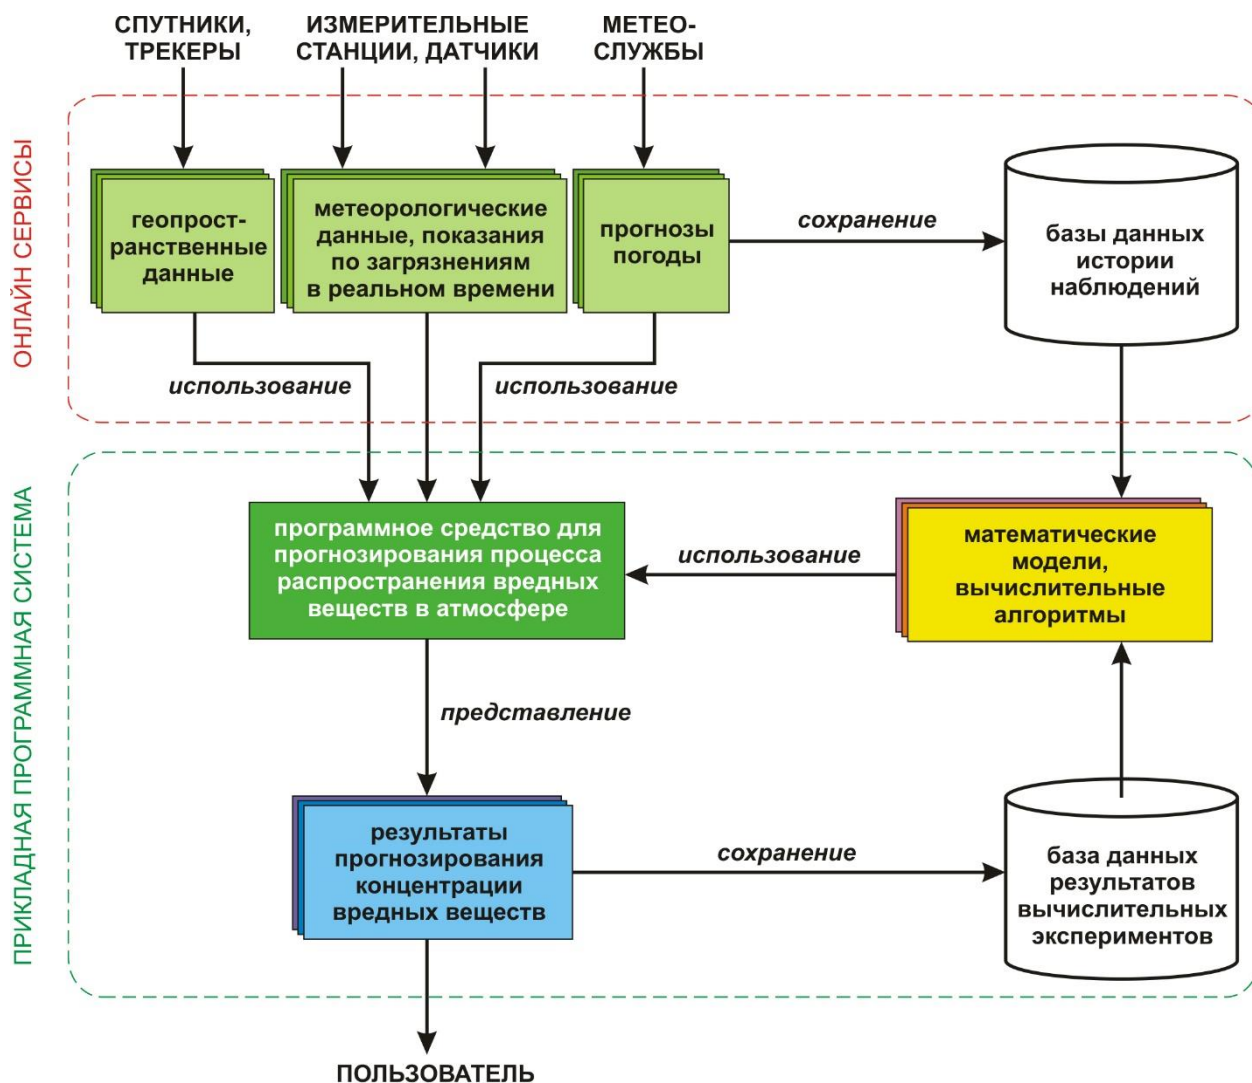 СПУТНИКИ,
ТРЕКЕРЫ
ИЗМЕРИТЕЛЬНЫЕ
СТАНЦИИ, ДАТЧИКИ
МЕТЕО-
СЛУЖБЫ
ОНЛАЙН СЕРВИСЫ
геопрост-
ранственные
данные
метеорологические
данные, показания
по загрязнениям
в реальном времени
прогнозы
погоды
сохранение
базы данных
истории
наблюдений
использование
использование
ПРИКЛАДНАЯ ПРОГРАММНАЯ СИСТЕМА
программное средство для
прогнозирования процесса
распространения вредных
веществ в атмосфере
использование
математические
модели,
вычислительные
алгоритмы
представление
результаты
прогнозирования
концентрации
вредных веществ
сохранение
база данных
результатов
вычислительных
экспериментов
ПОЛЬЗОВАТЕЛЬ